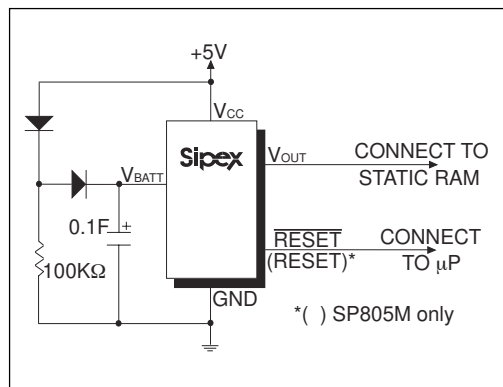 +5V
VCC
Sipex
VBATT
VOUT
CONNECT TO
STATIC RAM
0.1F
+
100KΩ
RESET
(RESET)*
CONNECT
TO µP
GND
*( ) SP805M only